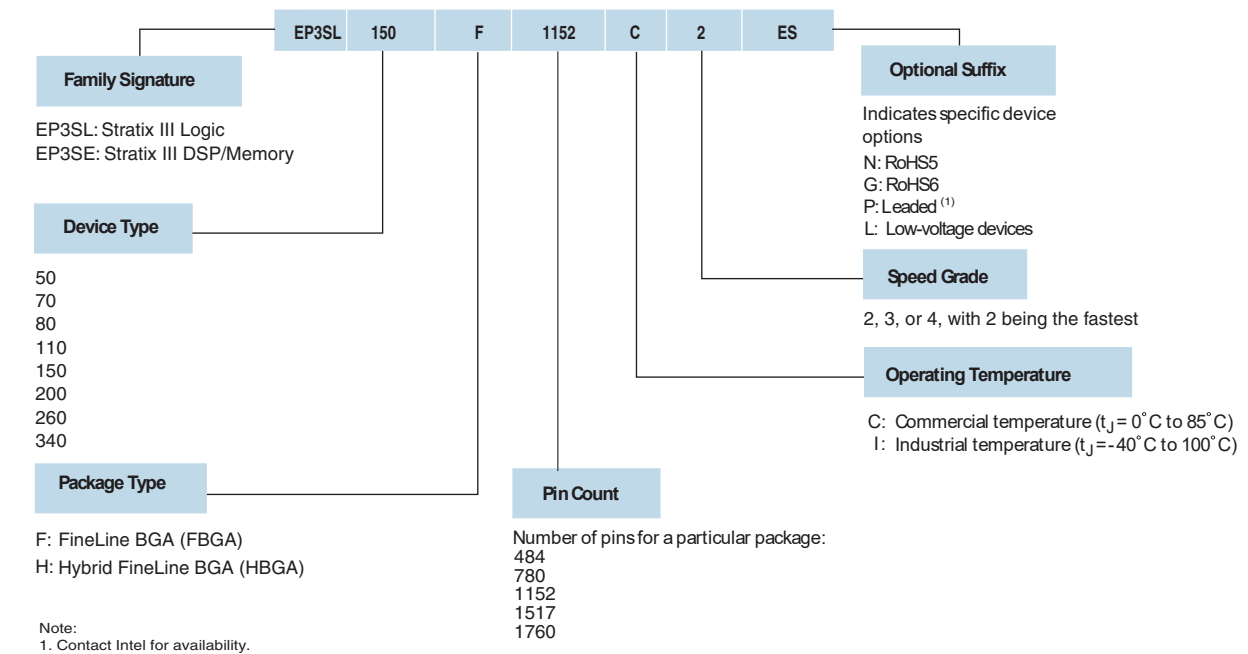 EP3SL 150 F 1152 C 2 ES
Family Signature
EP3SL: Stratix III Logic
EP3SE: Stratix III DSP/Memory
Device Type
50
70
80
110
150
200
260
340
Package Type
F: FineLine BGA (FBGA)
H: Hybrid FineLine BGA (HBGA)
Note:
1. Contact Intel for availability.
Pin Count
Number of pins for a particular package:
484
780
1152
1517
1760
Optional Suffix
Indicates specific device
options
N: RoHS5
G: RoHS6
P: Leaded (1)
L: Low-voltage devices
Speed Grade
2, 3, or 4, with 2 being the fastest
Operating Temperature
C: Commercial temperature (tJ = 0°C to 85°C)
I: Industrial temperature (tJ = -40°C to 100°C)